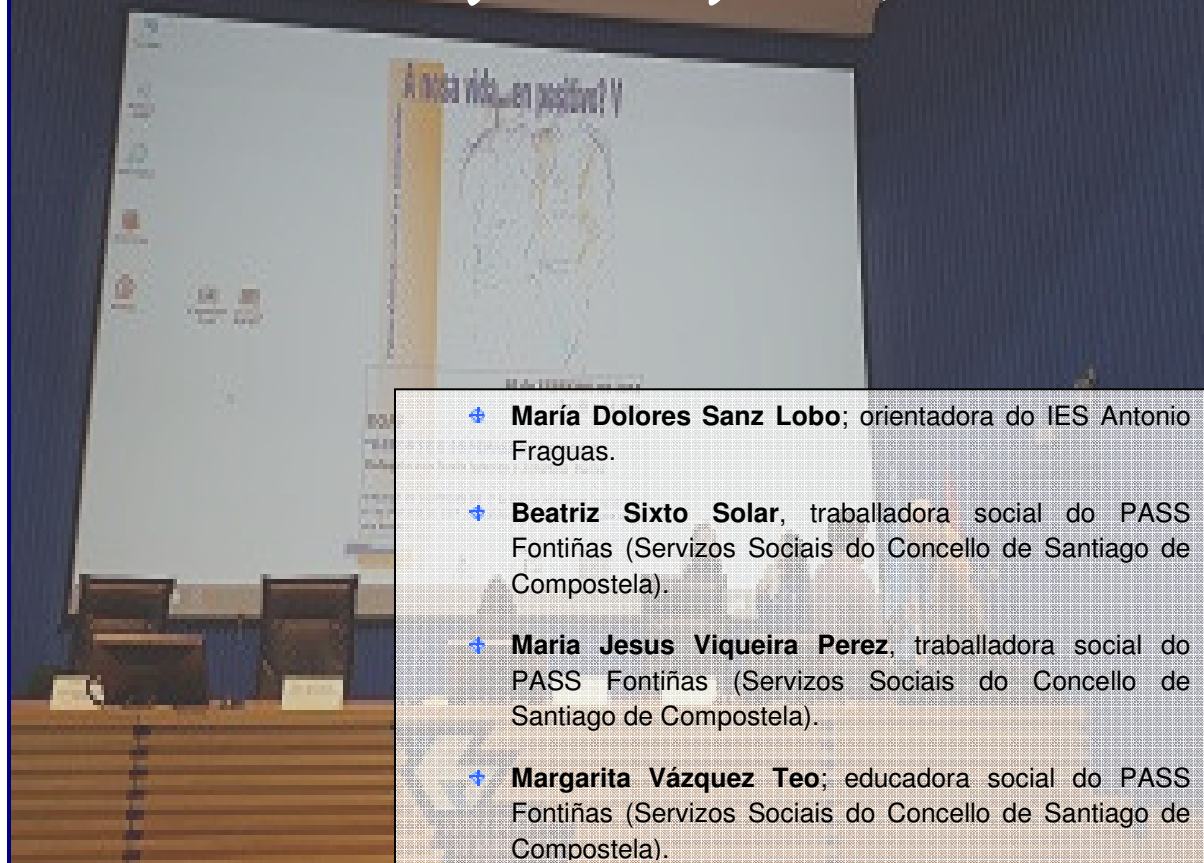 A nosa vida...en positivo? V
María Dolores Sanz Lobo; orientadora do IES Antonio
Fraguas.
Beatriz Sixto Solar, traballadora social do PASS
Fontiñas (Servizos Sociais do Concello de Santiago de
Compostela).
Maria Jesus Viqueira Perez, traballadora social do
PASS Fontiñas (Servizos Sociais do Concello de
Santiago de Compostela).
Margarita Vázquez Teo; educadora social do PASS
Fontiñas (Servizos Sociais do Concello de Santiago de
Compostela).